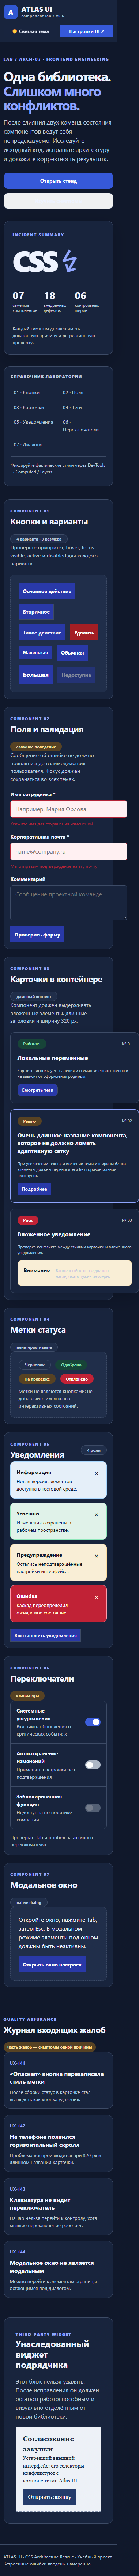 A
ATLAS UI
component lab / v0.6
Светлая тема
Настройки UI ↗
LAB / ARCH-07 · FRONTEND ENGINEERING
Одна библиотека.
Слишком много
конфликтов.
После слияния двух команд состояния
компонентов ведут себя
непредсказуемо. Исследуйте
каскадный код, исправьте архитектуру
и докажите корректность результата.
Открыть стенд
INCIDENT SUMMARY
CSS
07
18
06
семейств
компонентов
внедрённых
дефектов
контрольных
ширин
Каждый симптом должен иметь
доказанную причину и регрессионную
проверку.
СПРАВОЧНИК ЛАБОРАТОРИИ
01 · Кнопки
02 · Поля
03 · Карточки
04 · Теги
05 · Уведомления
06 ·
Переключатели
07 · Диалоги
Фиксируйте фактические стили через DevTools
→ Computed / Layers.
COMPONENT 01
Кнопки и варианты
4 варианта · 3 размера
Проверьте приоритет, hover, focus-
visible, active и disabled для каждого
варианта.
Основное действие
Вторичное
Тихое действие
Удалить
Маленькая
Обычная
Большая
Недоступна
COMPONENT 02
Поля и валидация
сложное поведение
Сообщение об ошибке не должно
появляться до взаимодействия
пользователя. Фокус должен
сохраняться во всех темах.
Имя сотрудника *
Например, Мария Орлова
Корпоративная почта *
name@company.ru
Комментарий
Сообщение проектной команде
Проверить форму
COMPONENT 03
Карточки в контейнере
длинный контент
Компонент должен выдерживать
вложенные элементы, длинные
заголовки и ширину 320 px.
Работает
№ 01
Локальные переменные
Карточка использует значения из собственных токенов и не
зависит от оформления родителя.
Смотреть теги
Ревью
№ 02
Очень длинное название компонента,
которое не должно ломать
адаптивную сетку
При увеличении текста, изменении темы и ширины блока
элементы должны переноситься без горизонтального
прокрутки.
Подробнее
Риск
№ 03
Вложенное уведомление
Проверка конфликта между стилями карточки и вложенного
уведомления.
Внимание
COMPONENT 04
Метки статуса
неинтерактивные
Черновик
Одобрено
На проверке
Отклонено
Метки не являются кнопками: не
добавляйте им ложных
интерактивных состояний.
COMPONENT 05
Уведомления
4 роли
Информация
×
Новая версия элементов
доступна в тестовой среде.
Успешно
×
Изменения сохранены в
рабочем пространстве.
Предупреждение
×
Остались неподтверждённые
настройки интерфейса.
Ошибка
×
Каскад переопределил
ожидаемое состояние.
Восстановить уведомления
COMPONENT 06
Переключатели
клавиатура
Системные
уведомления
Включить обновления о
критических событиях
Автосохранение
изменений
Применять настройки без
подтверждения
Заблокированная
функция
Недоступна по политике
компании
Проверьте Tab и пробел на активных
переключателях.
COMPONENT 07
Модальное окно
native dialog
Откройте окно, нажмите Tab,
затем Esc. В модальном
режиме элементы под окном
должны быть неактивны.
Открыть окно настроек
QUALITY ASSURANCE
Журнал входящих жалоб
часть жалоб — симптомы одной причины
UX-141
«Опасная» кнопка перезаписала
стиль метки
После сборки статус в карточке стал
выглядеть как кнопка удаления.
UX-142
На телефоне появился
горизонтальный скролл
Проблема воспроизводится при 320 px и
длинном названии карточки.
UX-143
Клавиатура не видит
переключатель
На Tab нельзя перейти к контролу, хотя
мышью переключение работает.
UX-144
Модальное окно не является
модальным
Можно перейти к элементам страницы,
остающимся под диалогом.
THIRD-PARTY WIDGET
Унаследованный
виджет
подрядчика
Этот блок нельзя удалять.
После исправления он должен
остаться работоспособным и
визуально отделённым от
новой библиотеки.
Согласование
закупки
Устаревший внешний
интерфейс: его селекторы
конфликтуют с
компонентами Atlas UI.
Открыть заявку
ATLAS UI · CSS Architecture Rescue · Учебный проект.
Встроенные ошибки введены намеренно.